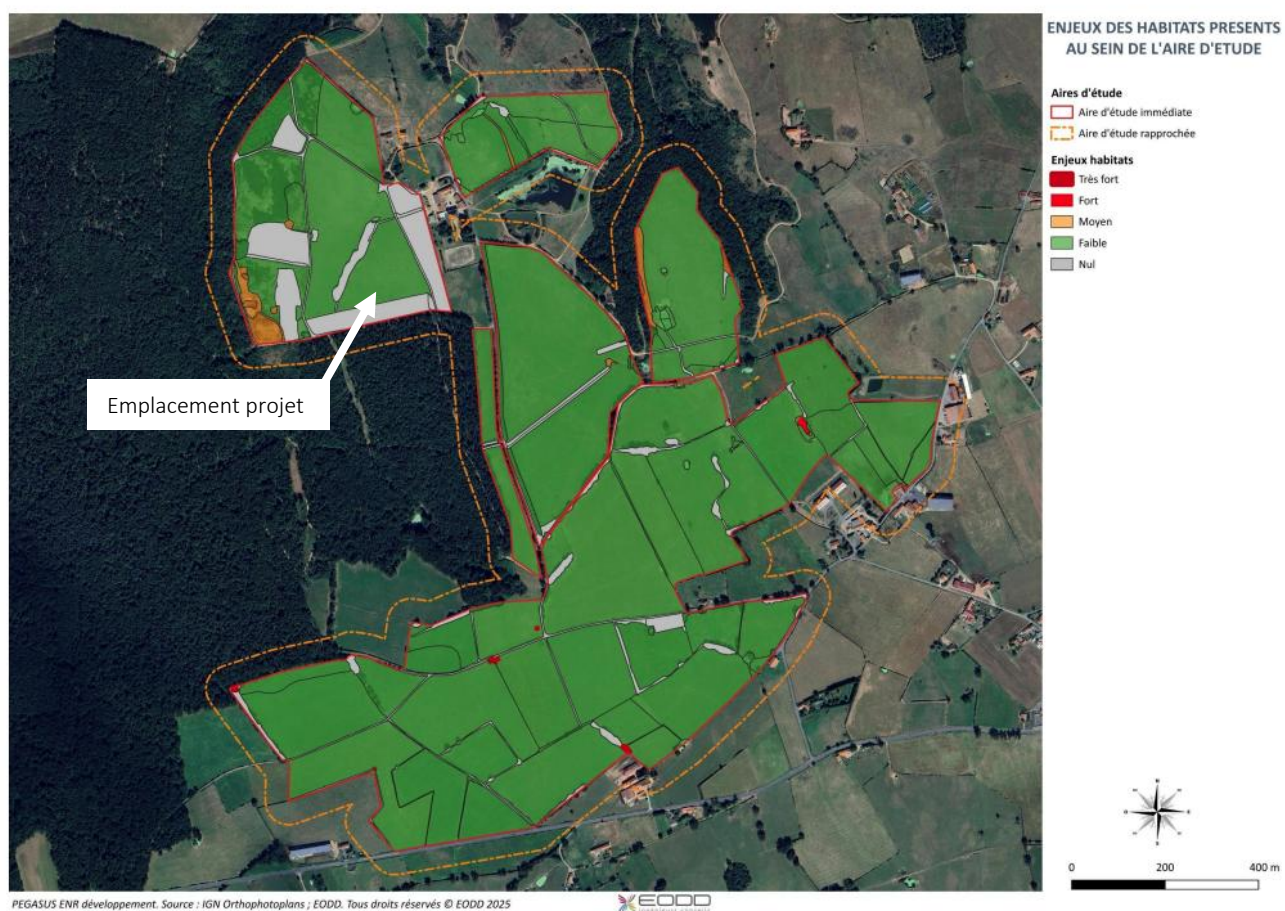 ENJEUX DES HABITATS PRESENTS
AU SEIN DE L'AIRE D'ETUDE
Aires d'étude
Aire d'étude immédiate
Aire d'étude rapprochée
Enjeux habitats
Très fort
Fort
Moyen
Faible
Nul
Emplacement projet
N
E
S
O
0 200 400 m
PEGASUS ENR développement. Source : IGN Orthophotoplans ; EODD. Tous droits réservés © EODD 2025
EODD